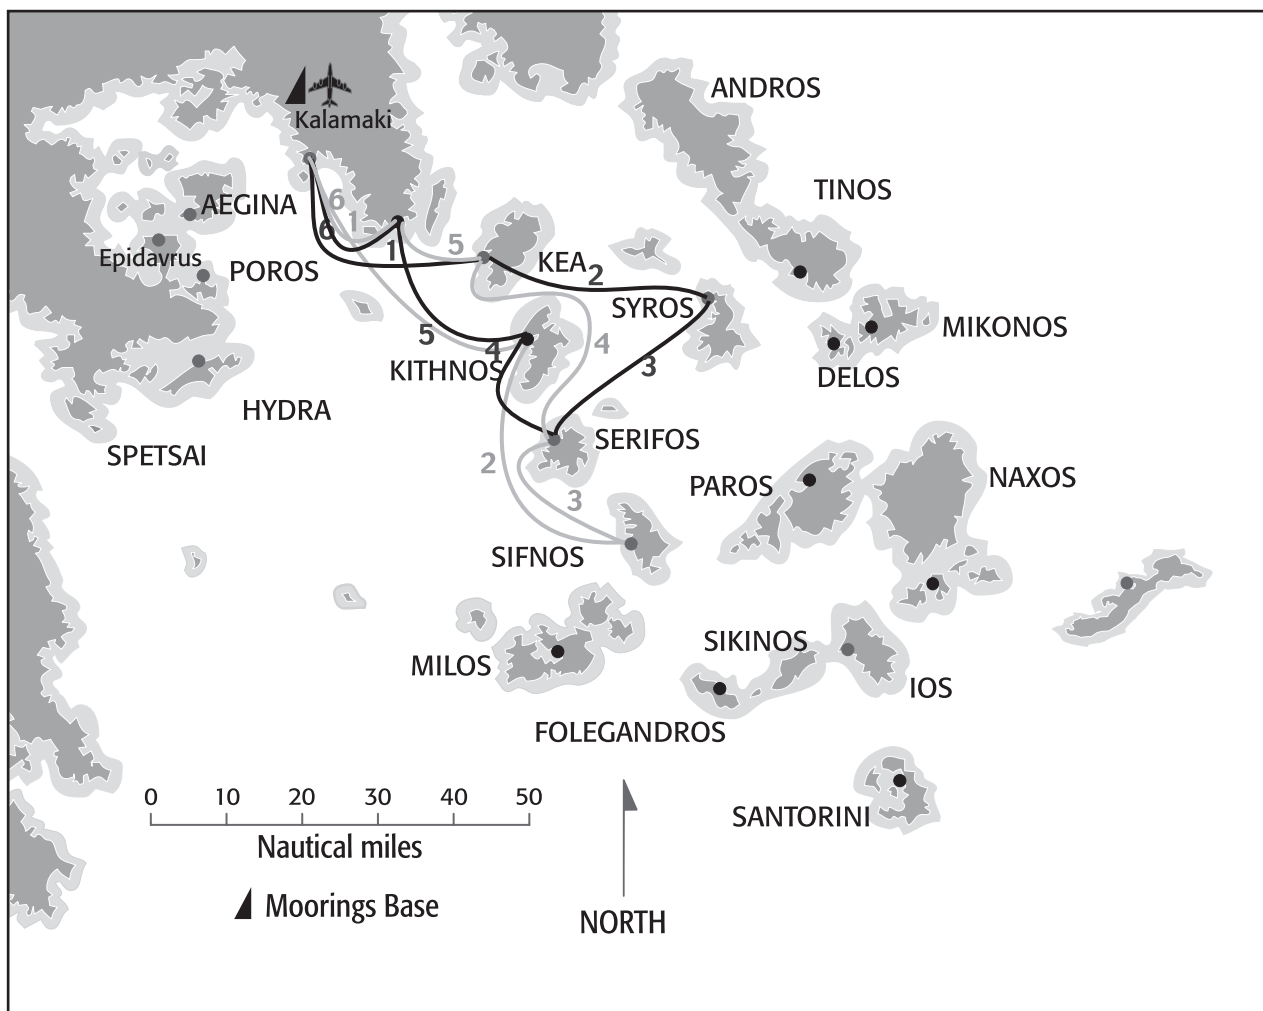 ANDROS
Kalamaki
TINOS
AEGINA
6
6
1
5
Epidavrus
POROS
1
KEA
2
SYROS
MIKONOS
5
4
4
KITHNOS
3
DELOS
HYDRA
SERIFOS
SPETSAI
2
PAROS
NAXOS
3
SIFNOS
SIKINOS
MILOS
IOS
FOLEGANDROS
0 10 20 30 40 50
Nautical miles
SANTORINI
Moorings Base
NORTH